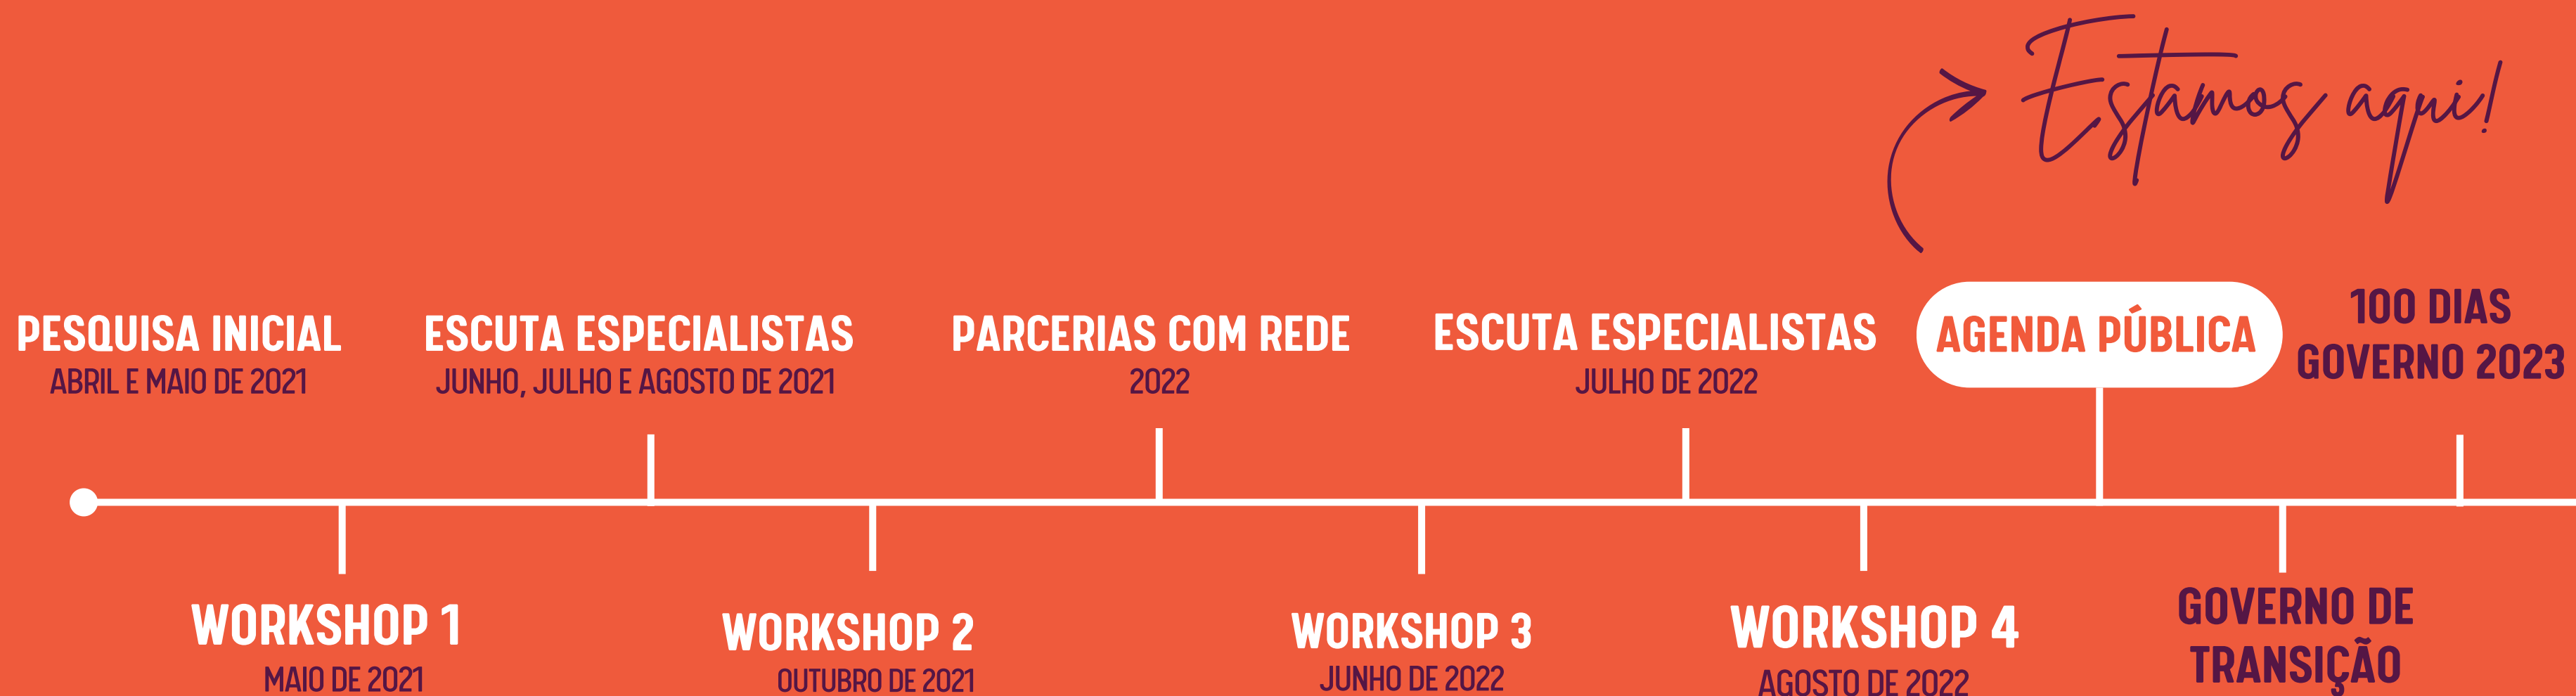 Estamos aqui!
PESQUISA INICIAL
ABRIL E MAIO DE 2021
ESCUTA ESPECIALISTAS
JUNHO, JULHO E AGOSTO DE 2021
PARCERIAS COM REDE
2022
ESCUTA ESPECIALISTAS
JULHO DE 2022
AGENDA PÚBLICA
100 DIAS
GOVERNO 2023
WORKSHOP 1
MAIO DE 2021
WORKSHOP 2
OUTUBRO DE 2021
WORKSHOP 3
JUNHO DE 2022
WORKSHOP 4
AGOSTO DE 2022
GOVERNO DE
TRANSIÇÃO